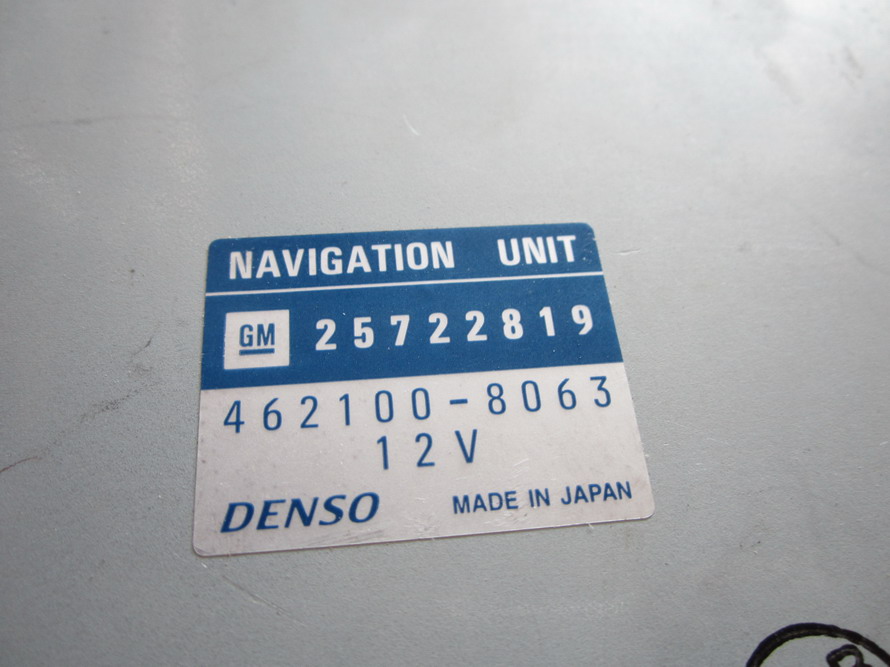 NAVIGATION UNIT
GM 25722819
462100-8063
12V
DENSO MADE IN JAPAN